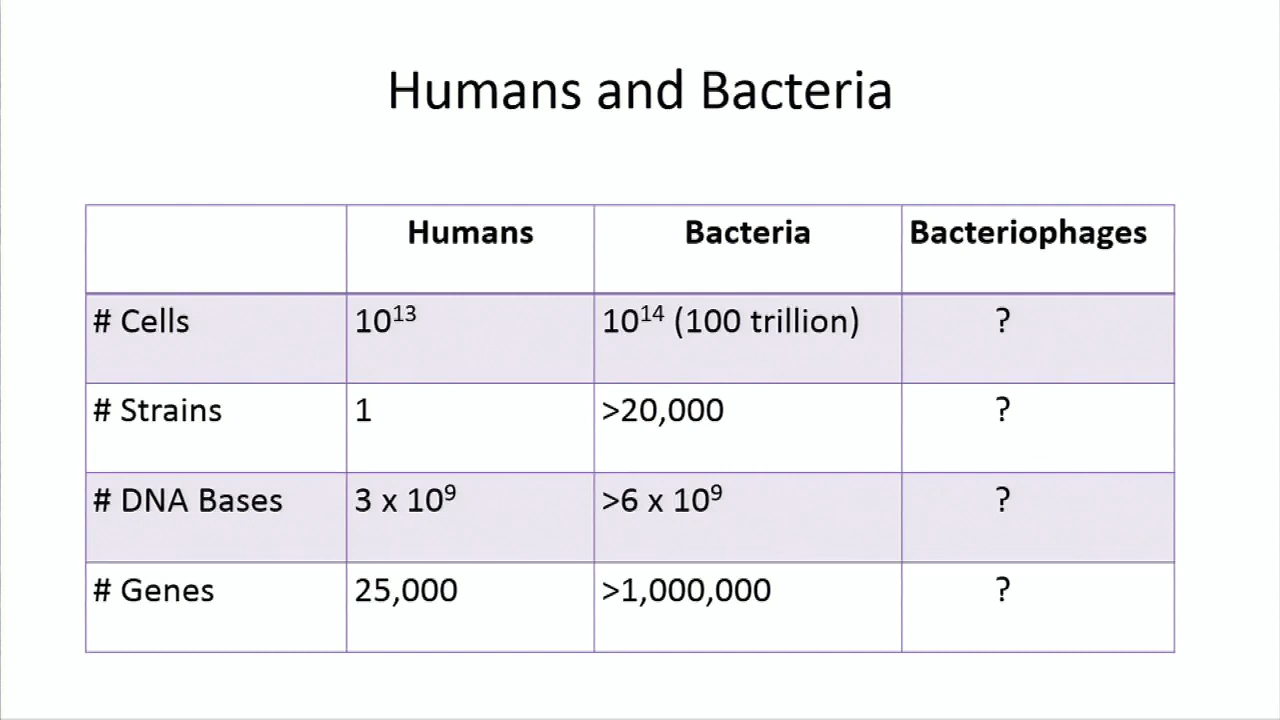 Humans and Bacteria
Humans Bacteria Bacteriophages
# Cells 10¹³ 10¹⁴ (100 trillion) ?
# Strains 1 >20,000 ?
# DNA Bases 3 x 10⁹ >6 x 10⁹ ?
# Genes 25,000 >1,000,000 ?